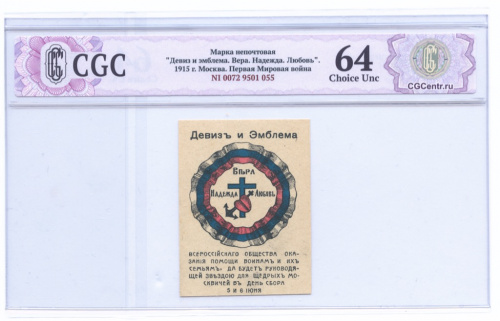 CGC
Марка непочтовая
"Девиз и эмблема. Вера. Надежда. Любовь".
1915 г. Москва. Первая Мировая война
NI 0072 9501 055
64
Choice Unc
CGCentr.ru
Девизъ и Эмблема
Вѣра
Надежда Любовь
Всероссійскаго общества ока-
занія помощи воинамъ и ихъ
семьямъ да будетъ руководя-
щей звѣздою для щедрыхъ мо-
сквичей въ день сбора
5 и 6 іюня